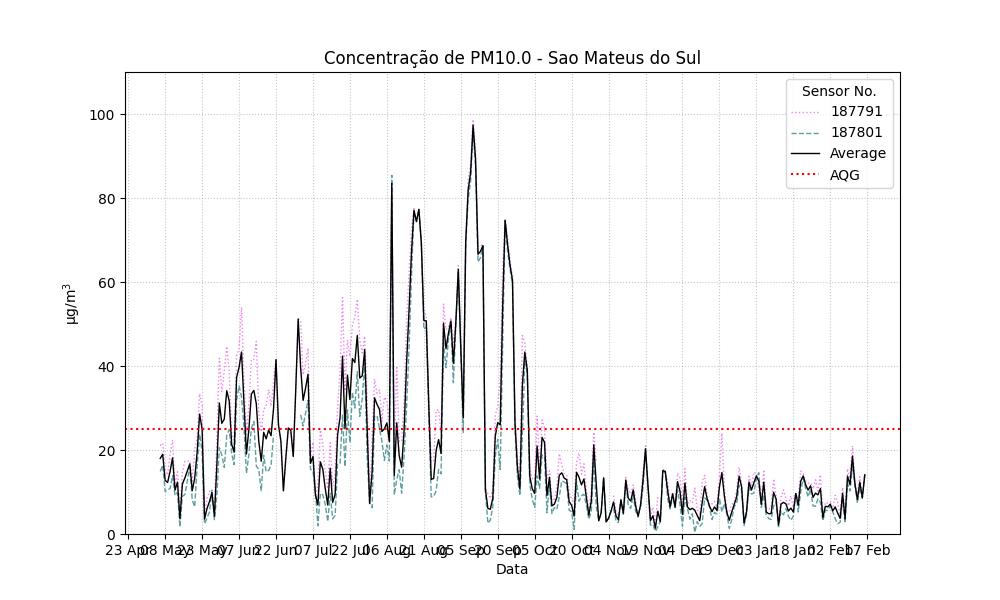 Concentração de PM10.0 - Sao Mateus do Sul
Sensor No.
187791
187801
Average
AQG
100
80
60
40
20
0
µg/m³
23 Apr 08 May 23 May 07 Jun 22 Jun 07 Jul 22 Jul 06 Aug 21 Aug 05 Sep 20 Sep 05 Oct 20 Oct 04 Nov 19 Nov 04 Dec 19 Dec 03 Jan 18 Jan 02 Feb 17 Feb
Data